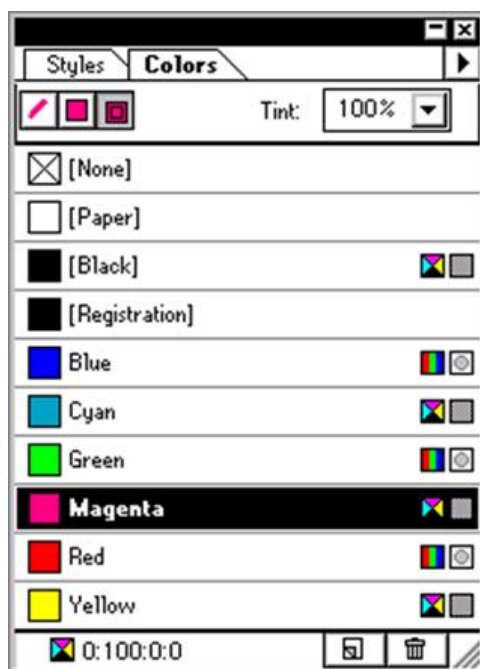 Styles Colors
Tint: 100%
[None]
[Paper]
[Black]
[Registration]
Blue
Cyan
Green
Magenta
Red
Yellow
0:100:0:0